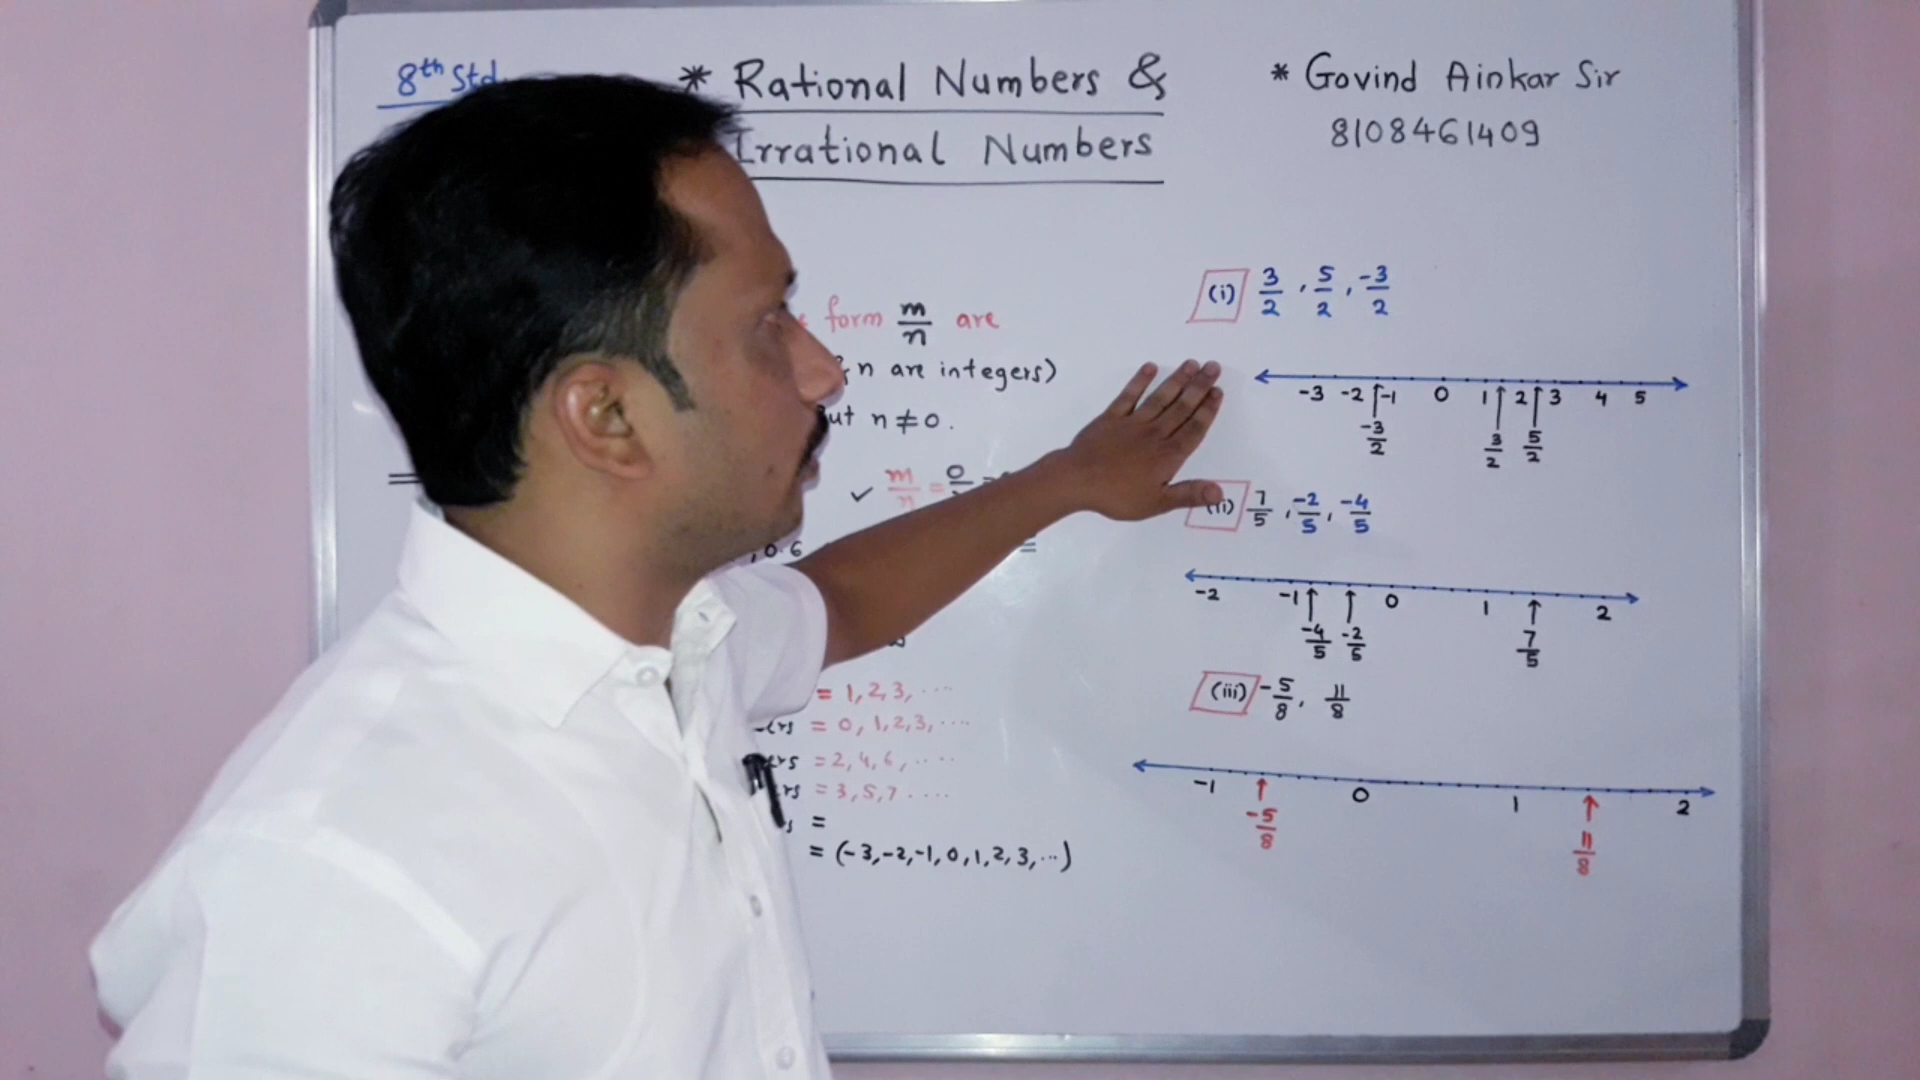 8th Std.
* Rational Numbers &
Irrational Numbers
* Govind Ainkar Sir
8108461409
form m/n are
n are integers)
but n ≠ 0.
✓ m/n = 0/
, 0.6
= 1, 2, 3, ....
= 0, 1, 2, 3, ....
= 2, 4, 6, ....
= 3, 5, 7 ....
=
= (-3, -2, -1, 0, 1, 2, 3, ...)
(i) 3/2, 5/2, -3/2
-3 -2 -1 0 1 2 3 4 5
-3/2 3/2 5/2
(ii) 7/5, -2/5, -4/5
-2 -1 0 1 2
-4/5 -2/5 7/5
(iii) -5/8, 11/8
-1 0 1 2
-5/8 11/8